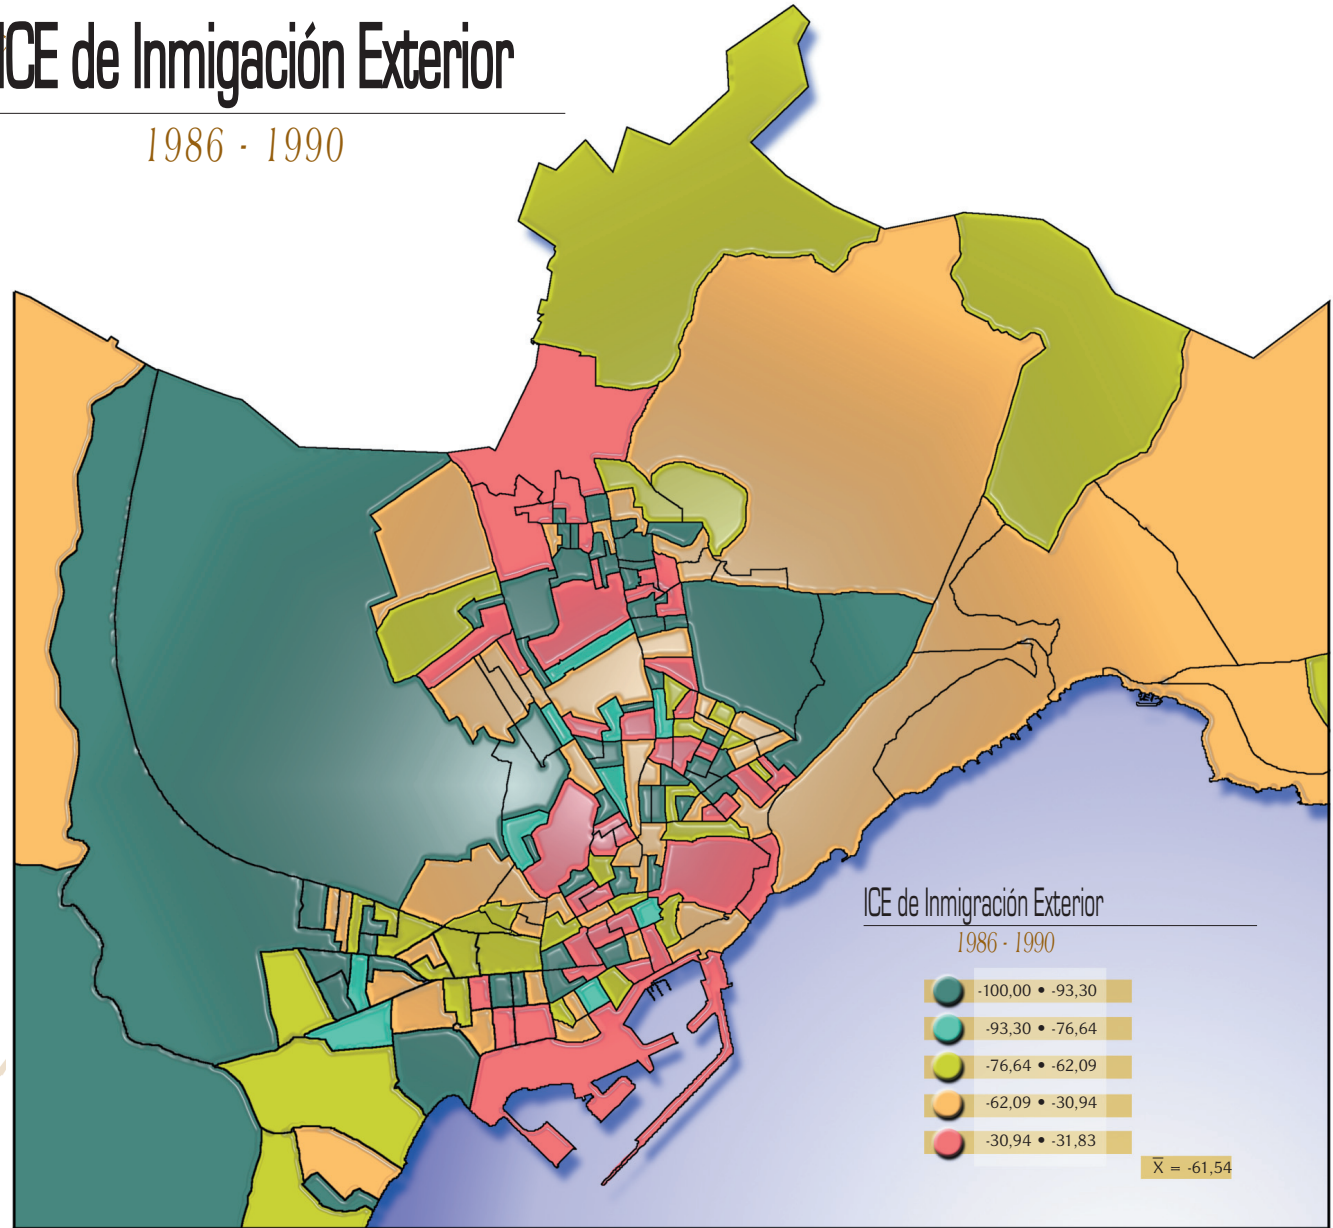 ICE de Inmigación Exterior
1986 - 1990
ICE de Inmigración Exterior
1986 - 1990
-100,00 • -93,30
-93,30 • -76,64
-76,64 • -62,09
-62,09 • -30,94
-30,94 • -31,83
X̅ = -61,54